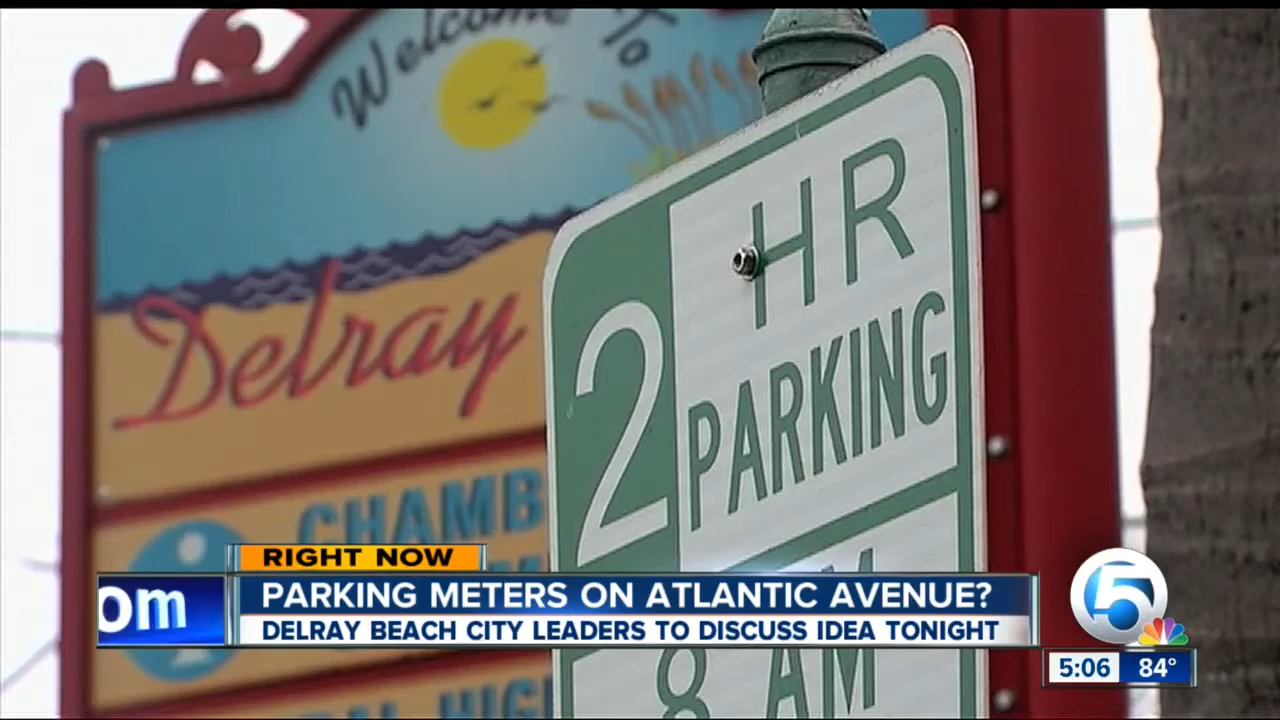 Welcome To
Delray
CHAMB
2 HR
PARKING
8 AM
RIGHT NOW
om
PARKING METERS ON ATLANTIC AVENUE?
DELRAY BEACH CITY LEADERS TO DISCUSS IDEA TONIGHT
5
5:06 84°